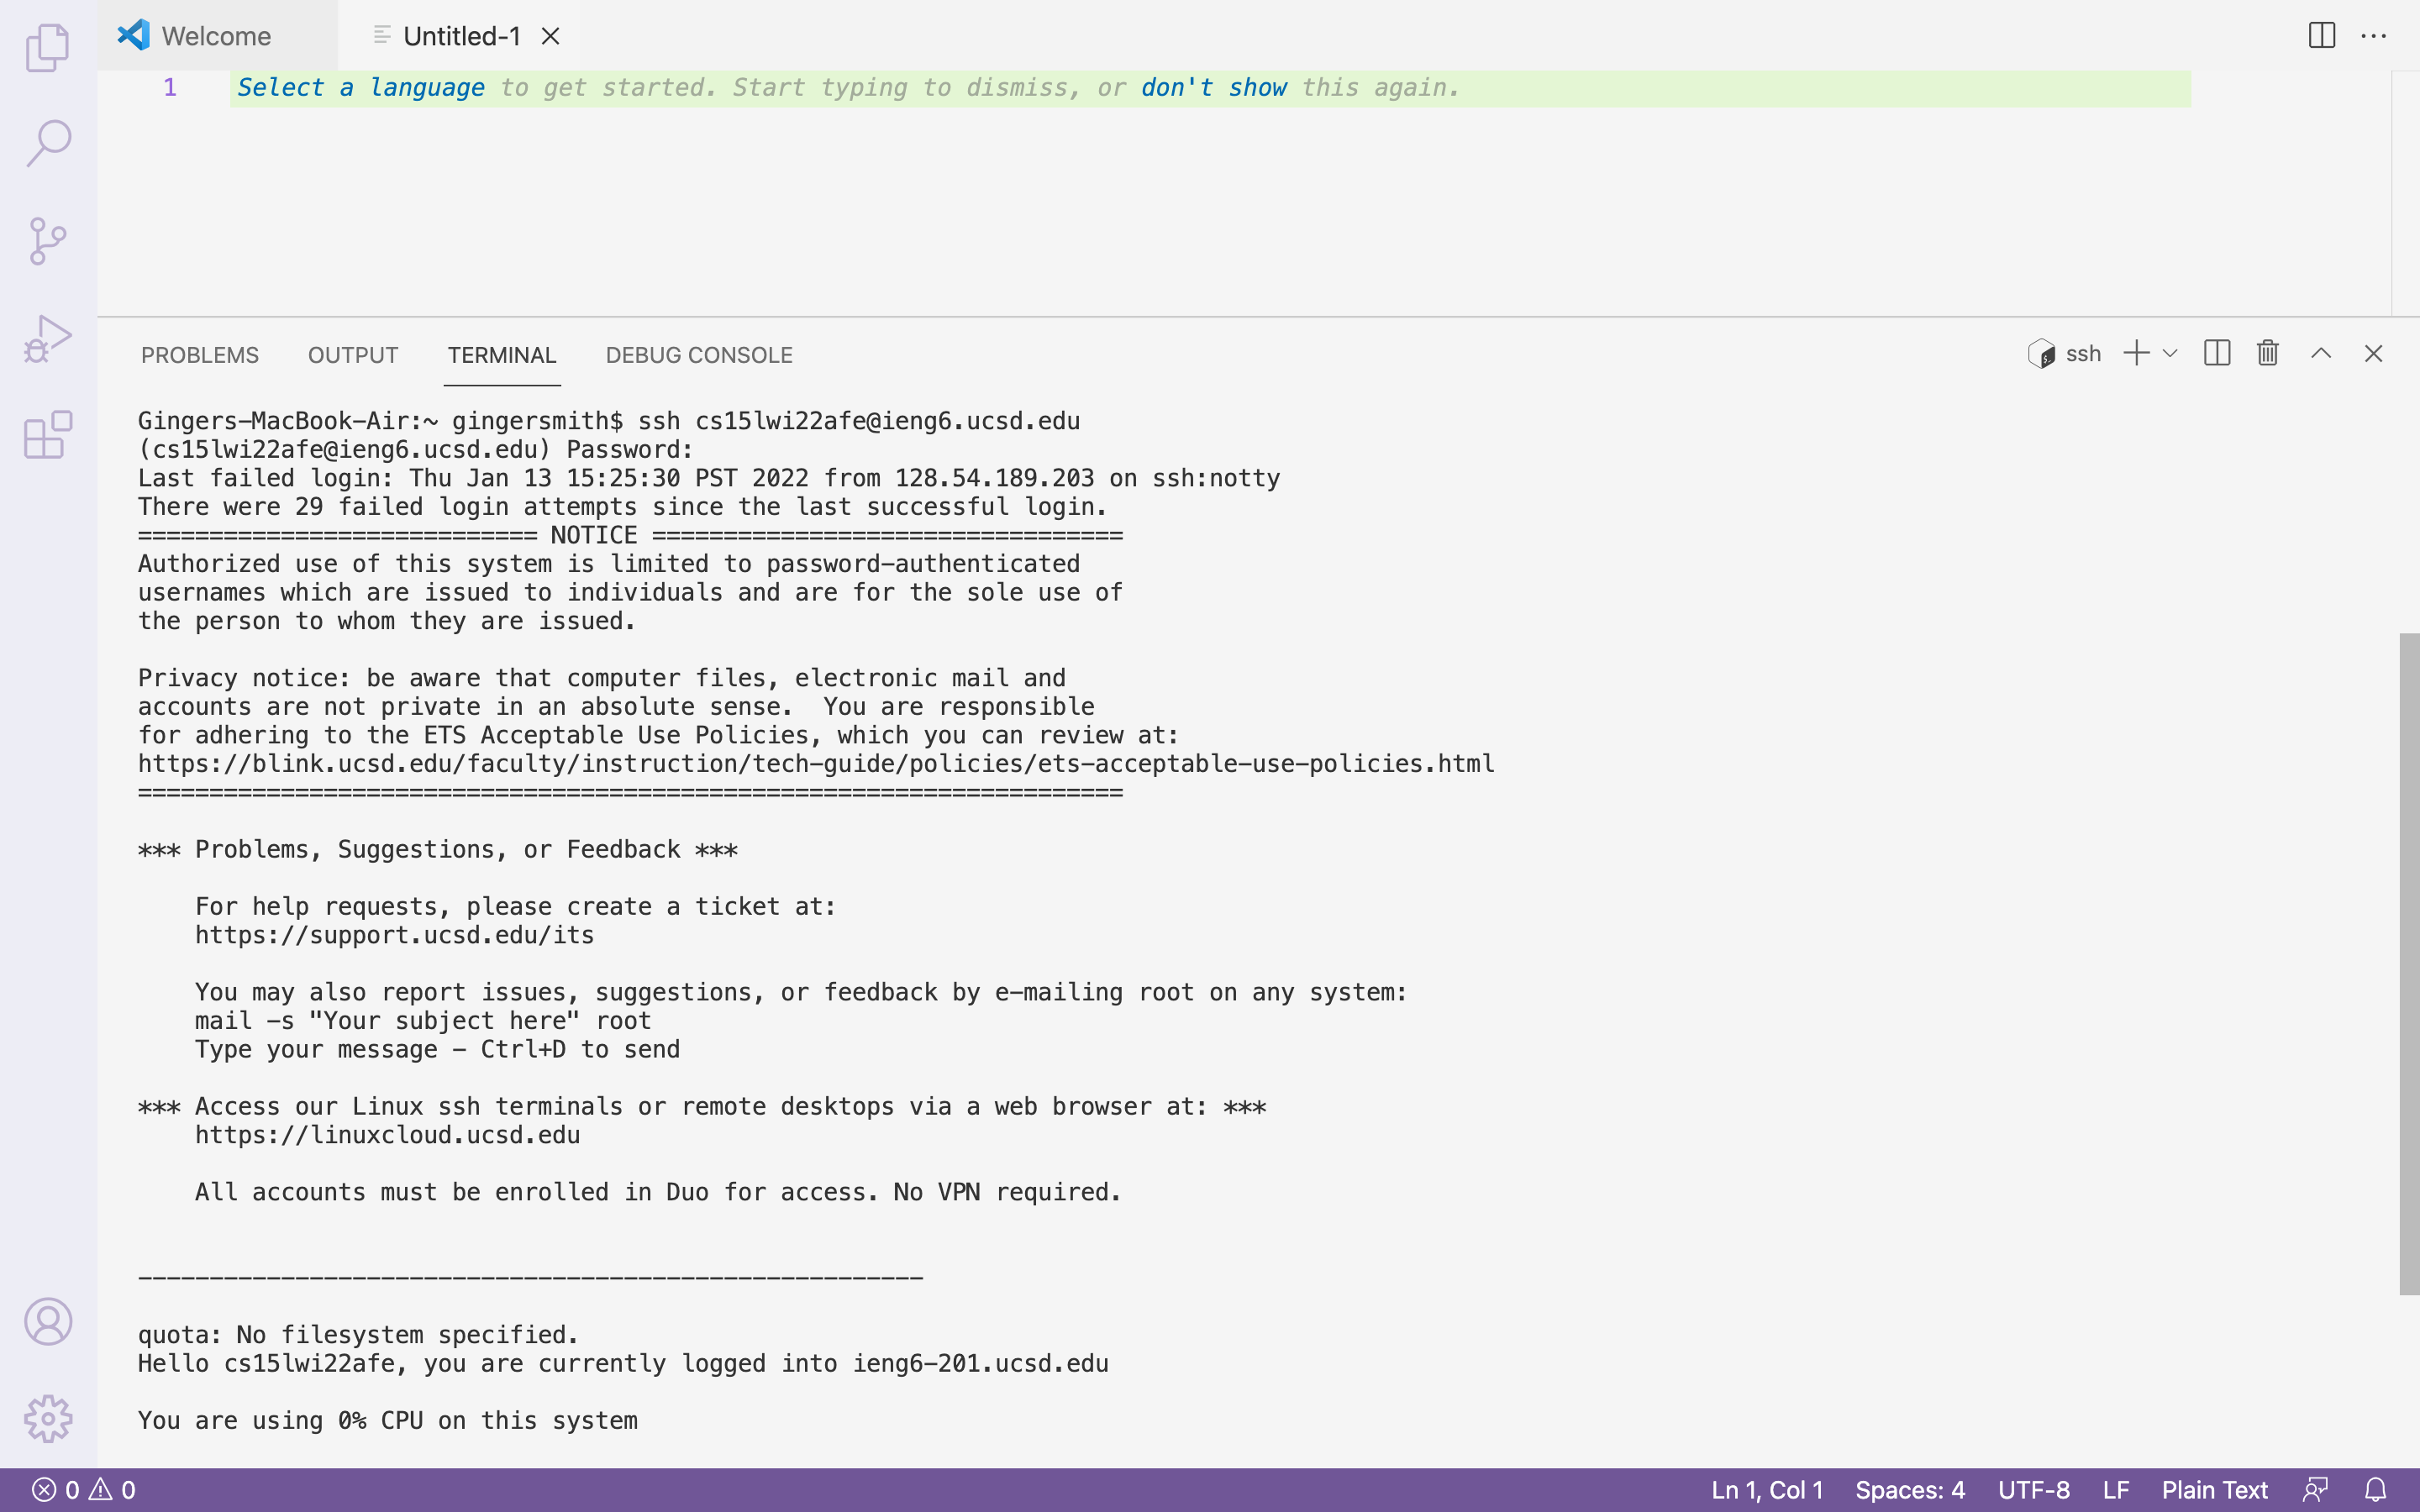 Welcome
Untitled-1
1 Select a language to get started. Start typing to dismiss, or don't show this again.
PROBLEMS OUTPUT TERMINAL DEBUG CONSOLE
ssh
Gingers-MacBook-Air:~ gingersmith$ ssh cs15lwi22afe@ieng6.ucsd.edu
(cs15lwi22afe@ieng6.ucsd.edu) Password:
Last failed login: Thu Jan 13 15:25:30 PST 2022 from 128.54.189.203 on ssh:notty
There were 29 failed login attempts since the last successful login.
============================ NOTICE =================================
Authorized use of this system is limited to password-authenticated
usernames which are issued to individuals and are for the sole use of
the person to whom they are issued.
Privacy notice: be aware that computer files, electronic mail and
accounts are not private in an absolute sense.  You are responsible
for adhering to the ETS Acceptable Use Policies, which you can review at:
https://blink.ucsd.edu/faculty/instruction/tech-guide/policies/ets-acceptable-use-policies.html
=====================================================================
*** Problems, Suggestions, or Feedback ***
For help requests, please create a ticket at:
https://support.ucsd.edu/its
You may also report issues, suggestions, or feedback by e-mailing root on any system:
mail -s "Your subject here" root
Type your message - Ctrl+D to send
*** Access our Linux ssh terminals or remote desktops via a web browser at: ***
https://linuxcloud.ucsd.edu
All accounts must be enrolled in Duo for access. No VPN required.
-------------------------------------------------------
quota: No filesystem specified.
Hello cs15lwi22afe, you are currently logged into ieng6-201.ucsd.edu
You are using 0% CPU on this system
0 0 Ln 1, Col 1 Spaces: 4 UTF-8 LF Plain Text